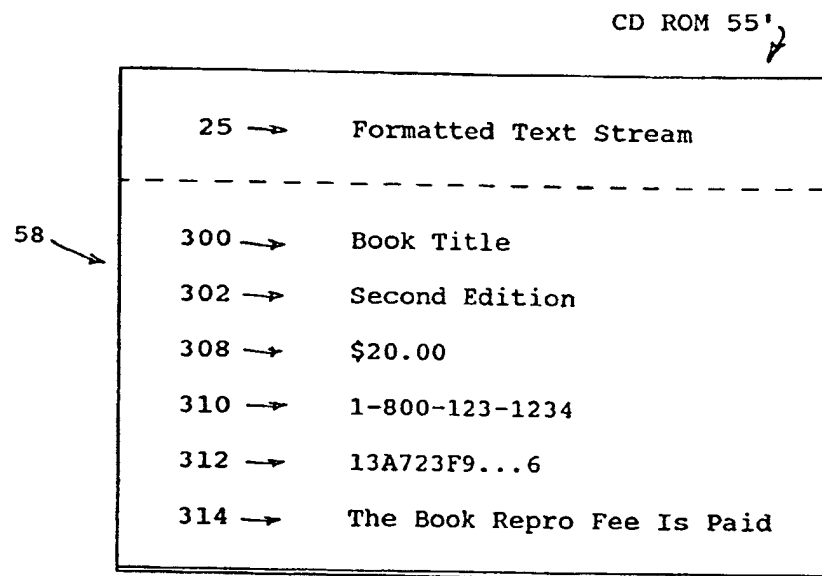 CD ROM 55'
25 Formatted Text Stream
58
300 Book Title
302 Second Edition
308 $20.00
310 1-800-123-1234
312 13A723F9...6
314 The Book Repro Fee Is Paid